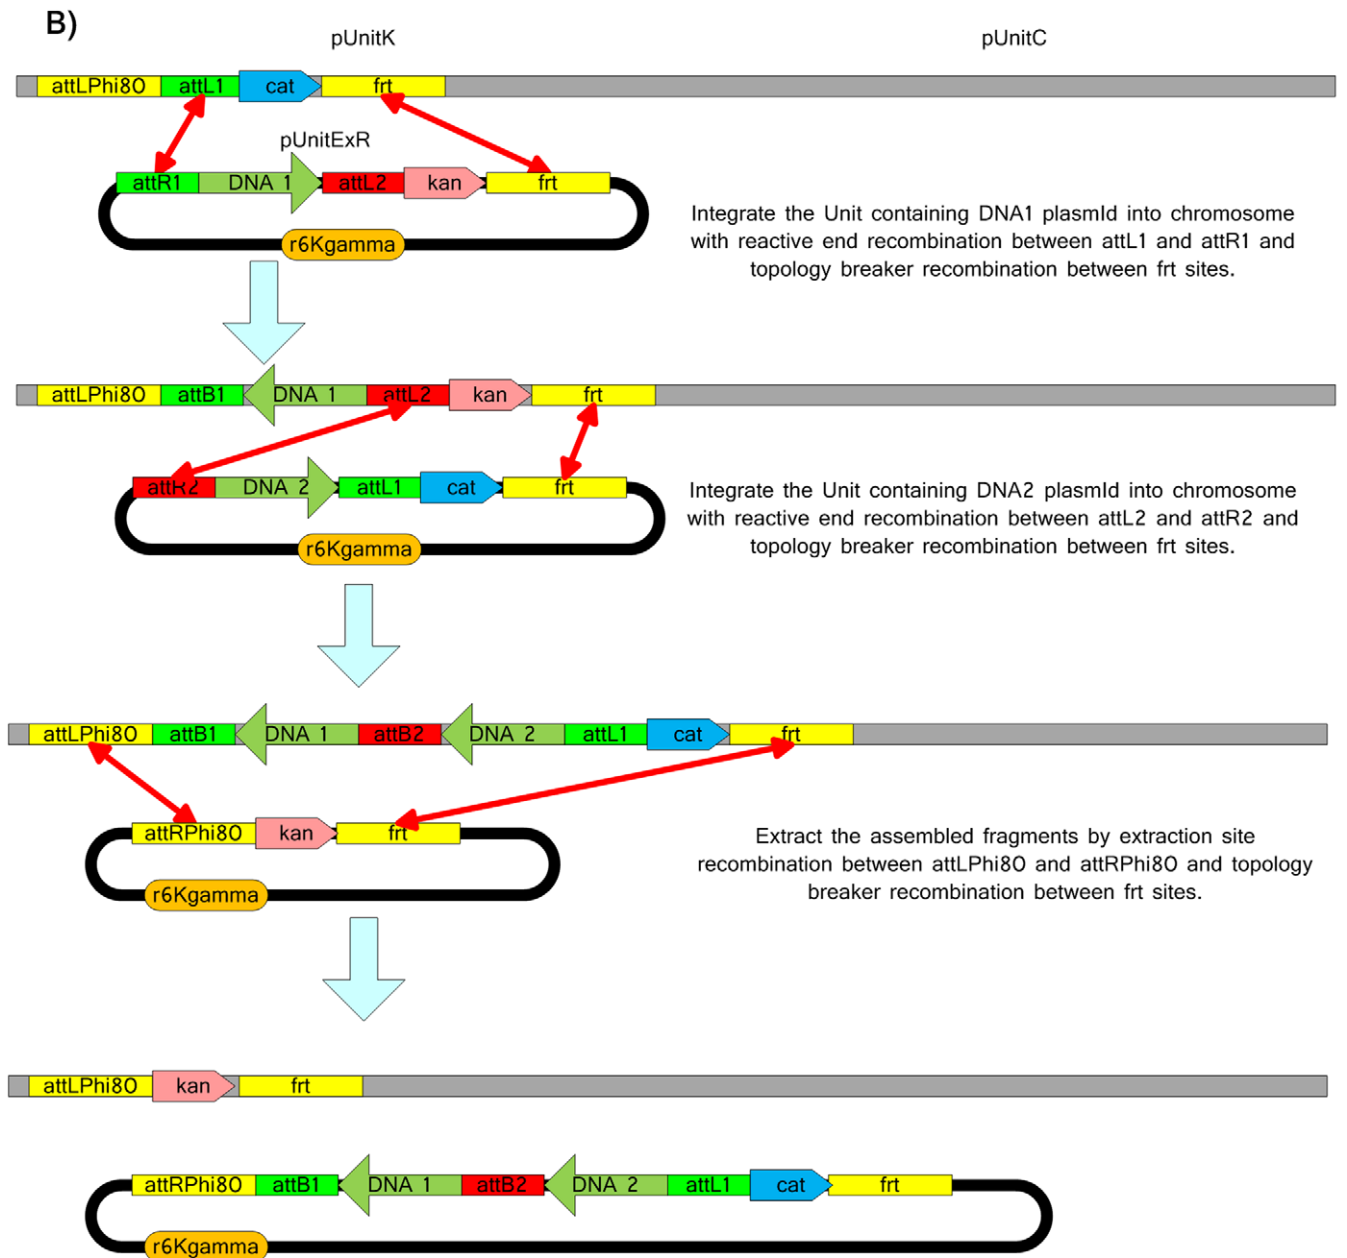 B)
pUnitK
pUnitC
attLPhi80 attL1 cat frt
pUnitExR
attR1 DNA 1 attL2 kan frt
r6Kgamma
Integrate the Unit containing DNA1 plasmId into chromosome
with reactive end recombination between attL1 and attR1 and
topology breaker recombination between frt sites.
attLPhi80 attB1 DNA 1 attL2 kan frt
attR2 DNA 2 attL1 cat frt
r6Kgamma
Integrate the Unit containing DNA2 plasmId into chromosome
with reactive end recombination between attL2 and attR2 and
topology breaker recombination between frt sites.
attLPhi80 attB1 DNA 1 attB2 DNA 2 attL1 cat frt
attRPhi80 kan frt
r6Kgamma
Extract the assembled fragments by extraction site
recombination between attLPhi80 and attRPhi80 and topology
breaker recombination between frt sites.
attLPhi80 kan frt
attRPhi80 attB1 DNA 1 attB2 DNA 2 attL1 cat frt
r6Kgamma